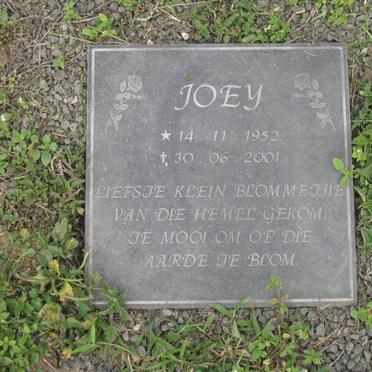 JOEY
★ 14. 11. 1952
✝ 30. 06. 2001
LIEFSTE KLEIN BLOMMETJIE
VAN DIE HEMEL GEKOM,
TE MOOI OM OP DIE
AARDE TE BLOM.